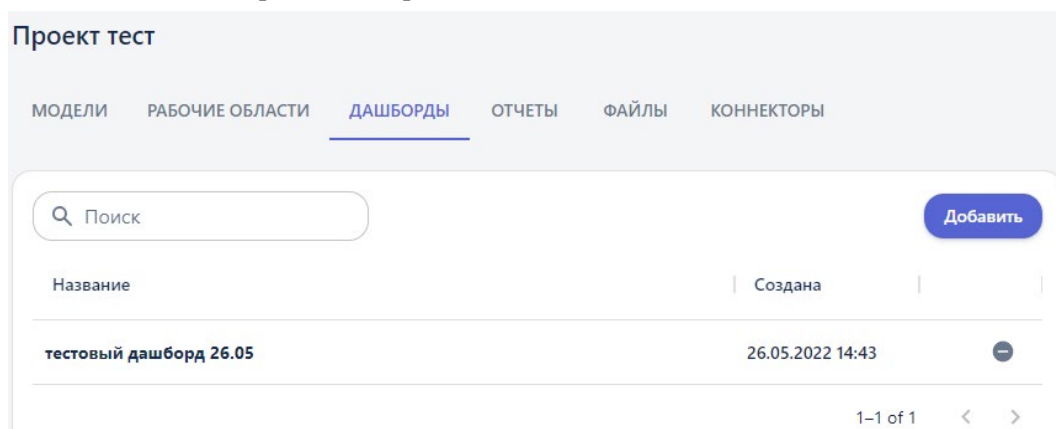 Проект тест
МОДЕЛИ РАБОЧИЕ ОБЛАСТИ ДАШБОРДЫ ОТЧЕТЫ ФАЙЛЫ КОННЕКТОРЫ
Поиск Добавить
Название Создана
тестовый дашборд 26.05 26.05.2022 14:43
1–1 of 1